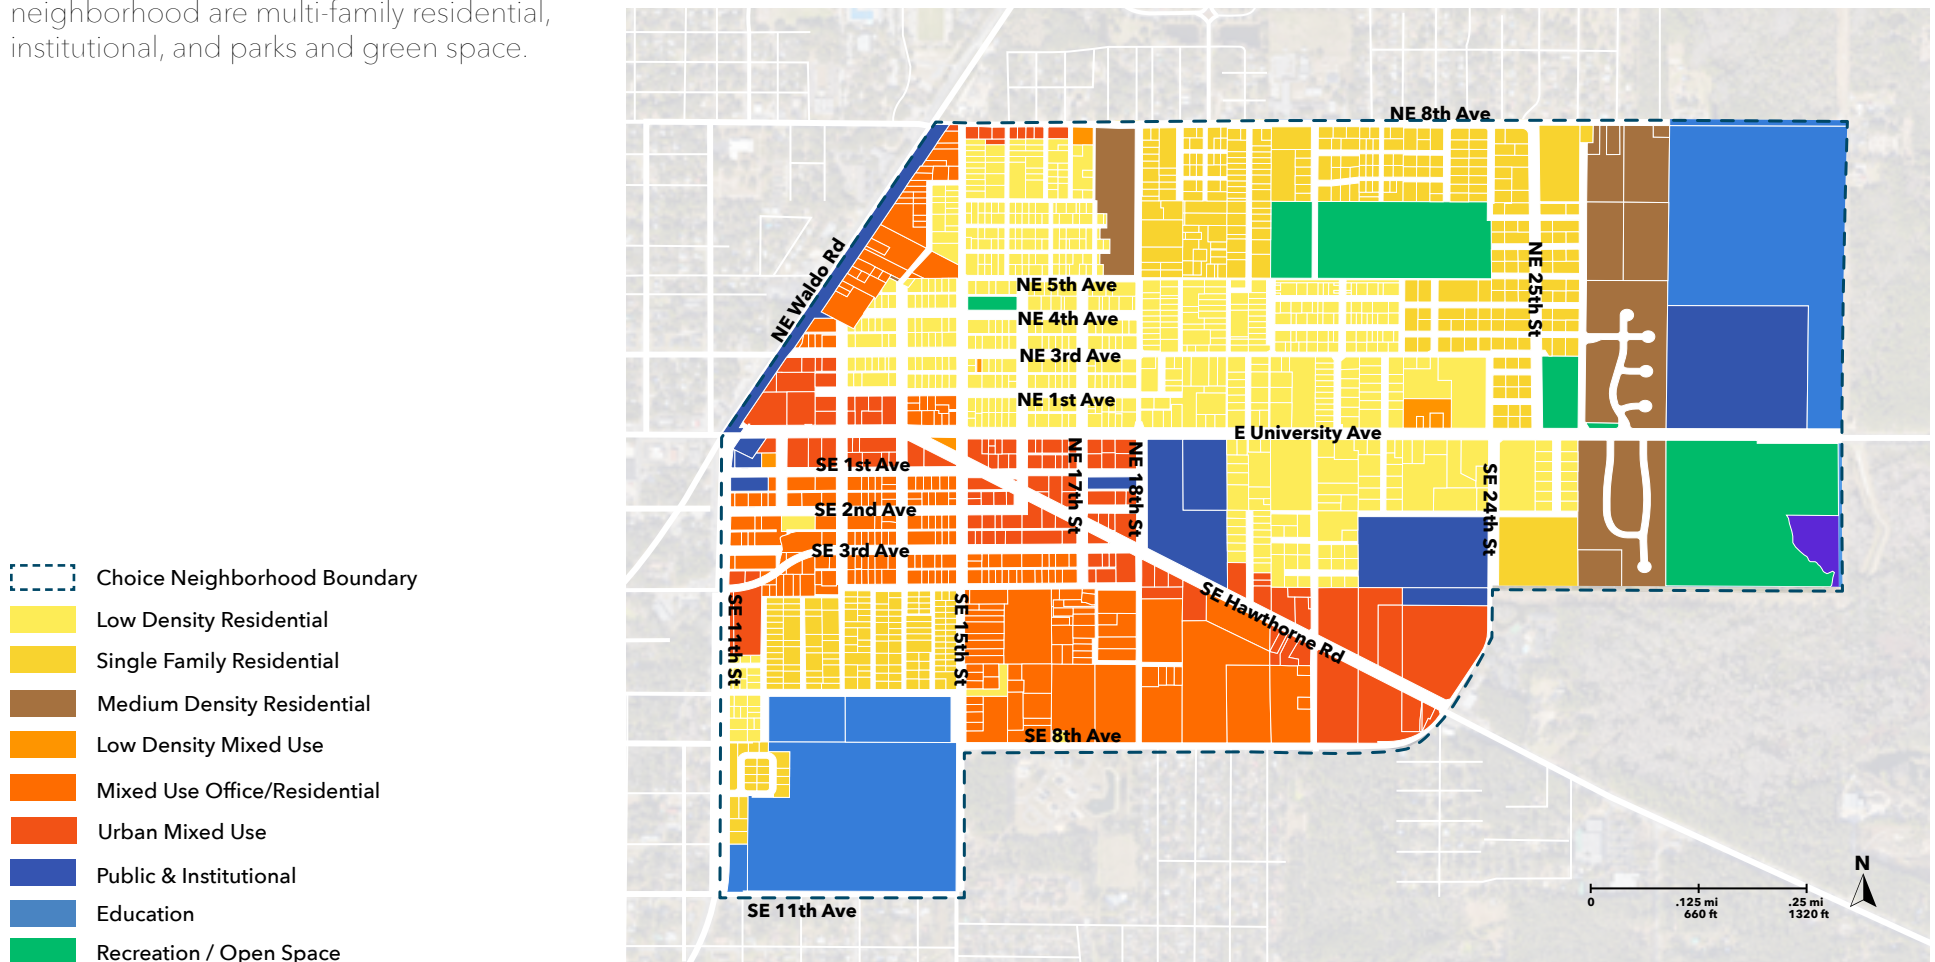 neighborhood are multi-family residential,
institutional, and parks and green space.
Choice Neighborhood Boundary
Low Density Residential
Single Family Residential
Medium Density Residential
Low Density Mixed Use
Mixed Use Office/Residential
Urban Mixed Use
Public & Institutional
Education
Recreation / Open Space
NE 8th Ave
NE Waldo Rd
NE 25th St
NE 5th Ave
NE 4th Ave
NE 3rd Ave
NE 1st Ave
E University Ave
SE 1st Ave
NE 17th St
NE 18th St
SE 24th St
SE 2nd Ave
SE 3rd Ave
SE 11th St
SE 15th St
SE Hawthorne Rd
SE 8th Ave
SE 11th Ave
N
0
.125 mi
660 ft
.25 mi
1320 ft